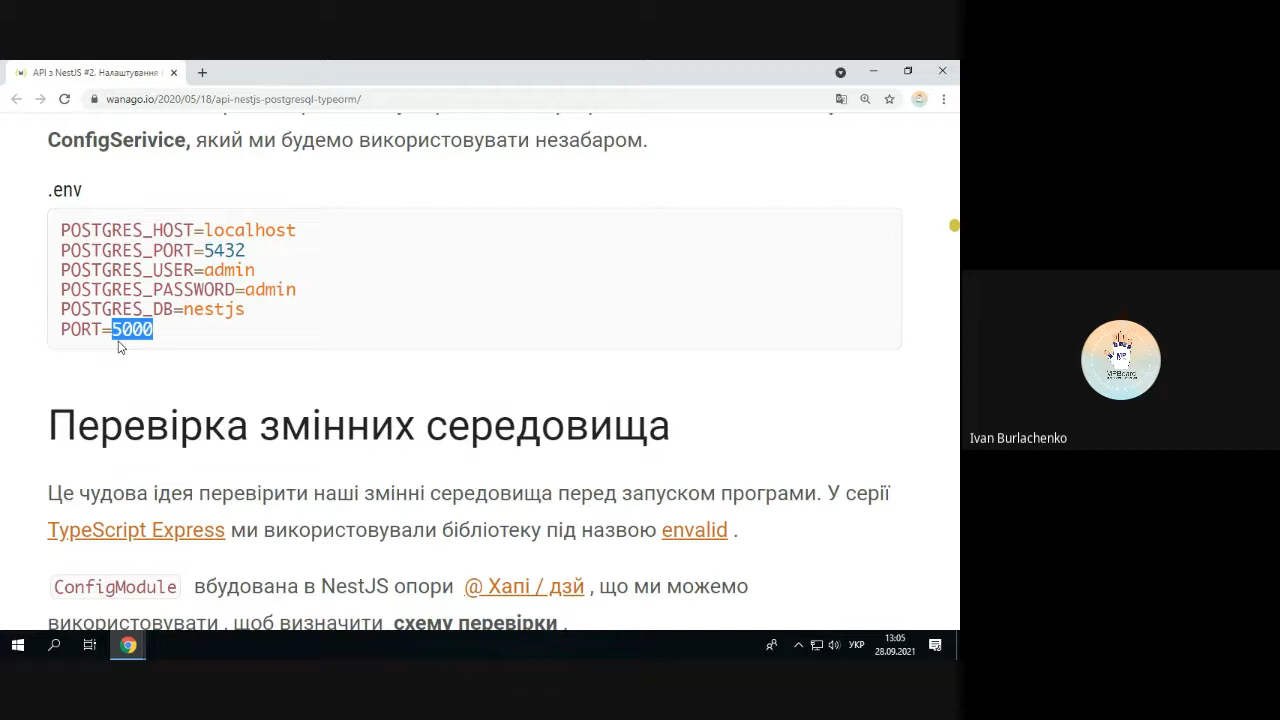 API з NestJS #2. Налаштування
wanago.io/2020/05/18/api-nestjs-postgresql-typeorm/
ConfigSerivice, який ми будемо використовувати незабаром.
.env
POSTGRES_HOST=localhost
POSTGRES_PORT=5432
POSTGRES_USER=admin
POSTGRES_PASSWORD=admin
POSTGRES_DB=nestjs
PORT=5000
Перевірка змінних середовища
Це чудова ідея перевірити наші змінні середовища перед запуском програми. У серії
TypeScript Express ми використовували бібліотеку під назвою envalid .
ConfigModule вбудована в NestJS опори @ Хапі / дзй , що ми можемо
використовувати , щоб визначити схему перевірки .
MPBoard
Ivan Burlachenko
УКР
13:05
28.09.2021